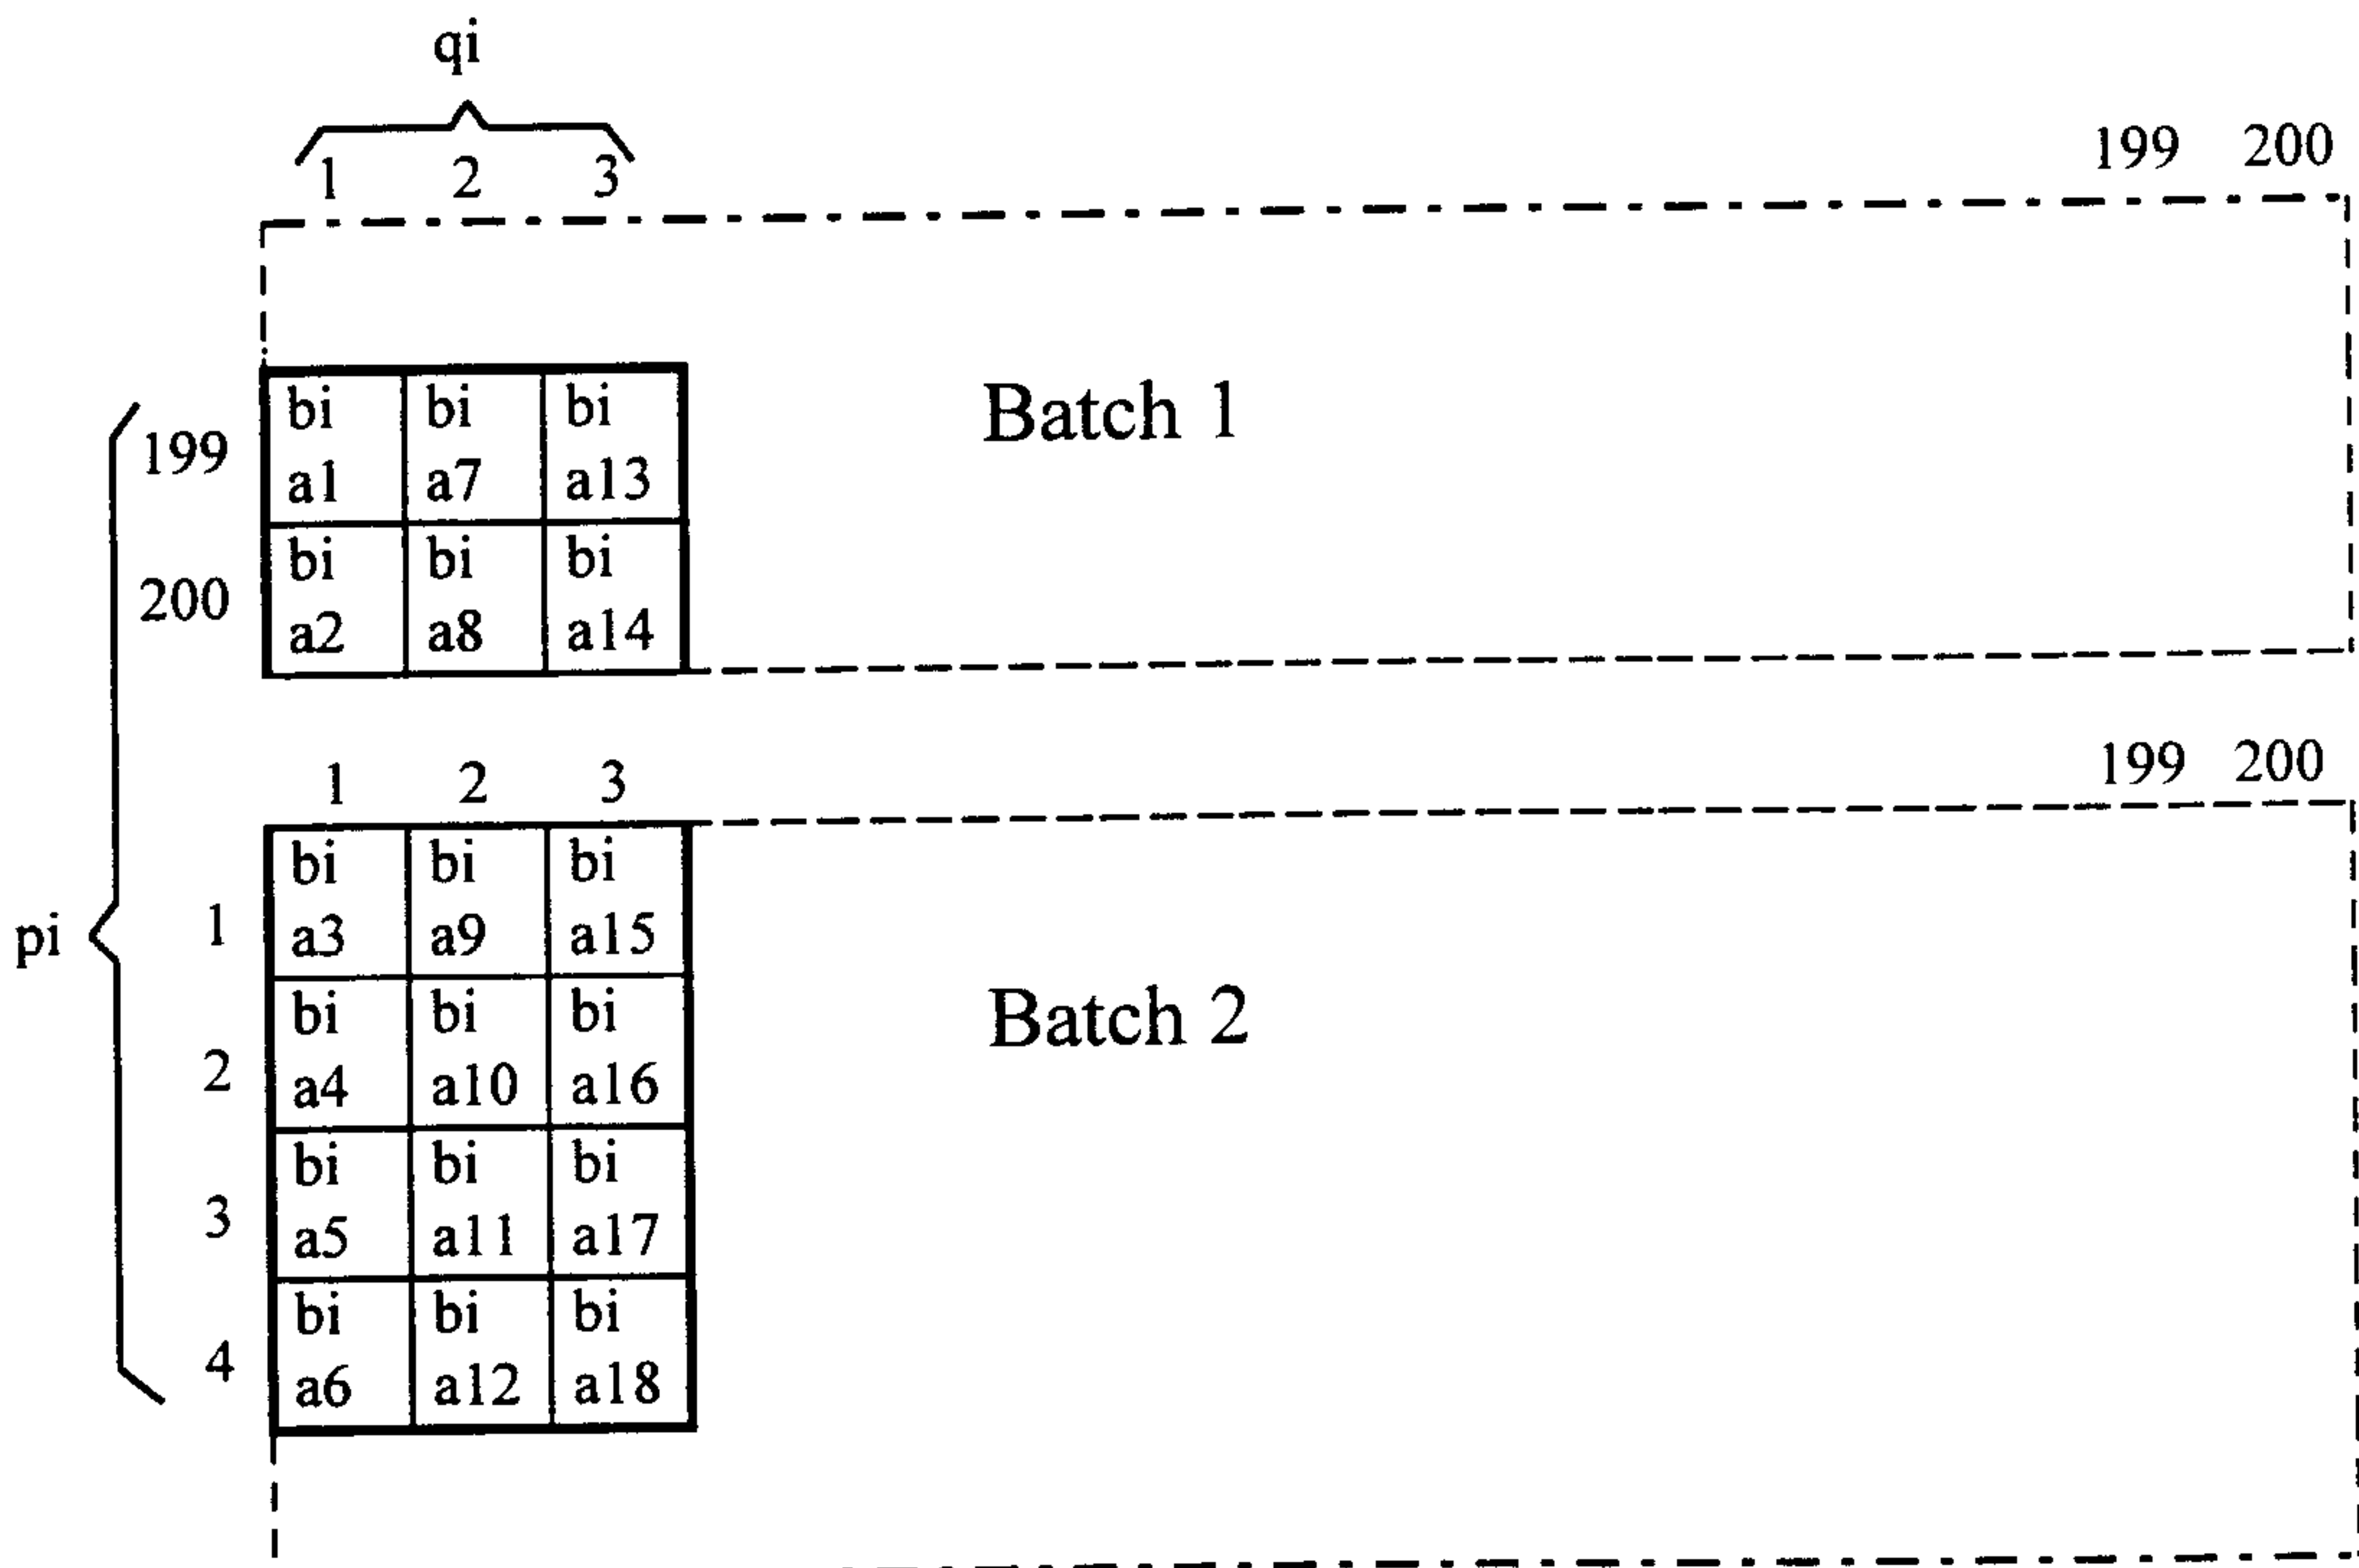 qi
1 2 3 199 200
bi bi bi
199 a1 a7 a13
Batch 1
bi bi bi
200 a2 a8 a14
1 2 3 199 200
bi bi bi
pi 1 a3 a9 a15
bi bi bi
Batch 2
2 a4 a10 a16
bi bi bi
3 a5 a11 a17
bi bi bi
4 a6 a12 a18